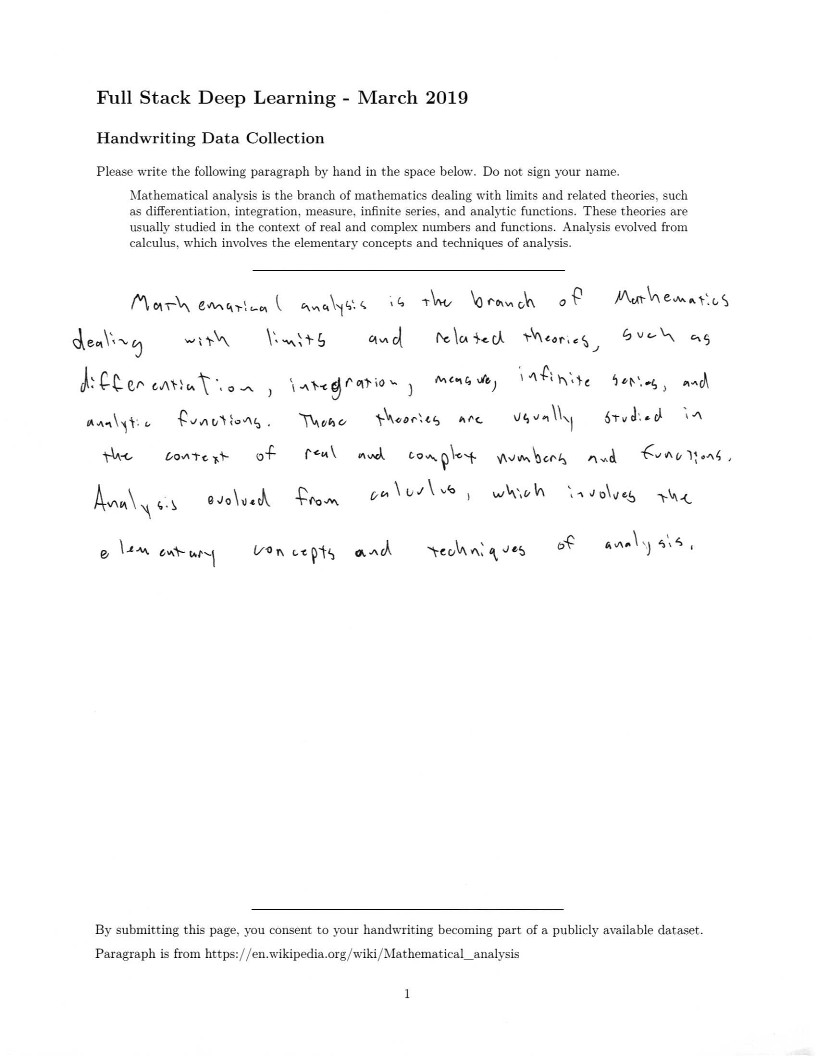 Full Stack Deep Learning - March 2019
Handwriting Data Collection
Please write the following paragraph by hand in the space below. Do not sign your name.
Mathematical analysis is the branch of mathematics dealing with limits and related theories, such
as differentiation, integration, measure, infinite series, and analytic functions. These theories are
usually studied in the context of real and complex numbers and functions. Analysis evolved from
calculus, which involves the elementary concepts and techniques of analysis.
Mathematical analysis is the branch of Mathematics
dealing with limits and related theories, such as
differentiation, integration, measure, infinite series, and
analytic functions. These theories are usually studied in
the context of real and complex numbers and functions.
Analysis evolved from calculus, which involves the
elementary concepts and techniques of analysis.
By submitting this page, you consent to your handwriting becoming part of a publicly available dataset.
Paragraph is from https://en.wikipedia.org/wiki/Mathematical_analysis
1